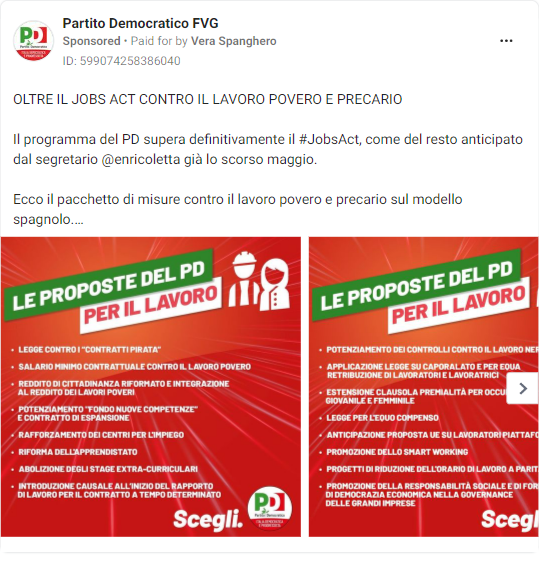 Partito Democratico FVG
Sponsored • Paid for by Vera Spanghero
ID: 599074258386040
OLTRE IL JOBS ACT CONTRO IL LAVORO POVERO E PRECARIO
Il programma del PD supera definitivamente il #JobsAct, come del resto anticipato
dal segretario @enricoletta già lo scorso maggio.
Ecco il pacchetto di misure contro il lavoro povero e precario sul modello
spagnolo.…
LE PROPOSTE DEL PD
PER IL LAVORO
• LEGGE CONTRO I "CONTRATTI PIRATA"
• SALARIO MINIMO CONTRATTUALE CONTRO IL LAVORO POVERO
• REDDITO DI CITTADINANZA RIFORMATO E INTEGRAZIONE
AL REDDITO DEI LAVORI POVERI
• POTENZIAMENTO "FONDO NUOVE COMPETENZE"
E CONTRATTO DI ESPANSIONE
• RAFFORZAMENTO DEI CENTRI PER L'IMPIEGO
• RIFORMA DELL'APPRENDISTATO
• ABOLIZIONE DEGLI STAGE EXTRA-CURRICULARI
• INTRODUZIONE CAUSALE ALL'INIZIO DEL RAPPORTO
DI LAVORO PER IL CONTRATTO A TEMPO DETERMINATO
Scegli.
PD
Partito Democratico
LE PROPOSTE DEL PD
PER IL LAVORO
• POTENZIAMENTO DEI CONTROLLI CONTRO IL LAVORO NER
• APPLICAZIONE LEGGE SU CAPORALATO E PER EQUA
RETRIBUZIONE DI LAVORATORI E LAVORATRICI
• ESTENSIONE CLAUSOLA PREMIALITÀ PER OCCU
GIOVANILE E FEMMINILE
• LEGGE PER L'EQUO COMPENSO
• ANTICIPAZIONE PROPOSTA UE SU LAVORATORI PIATTAFO
• PROMOZIONE DELLO SMART WORKING
• PROGETTI DI RIDUZIONE DELL'ORARIO DI LAVORO A PARIT
• PROMOZIONE DELLA RESPONSABILITÀ SOCIALE E DI FOR
DI DEMOCRAZIA ECONOMICA NELLA GOVERNANCE
DELLE GRANDI IMPRESE
Sceg